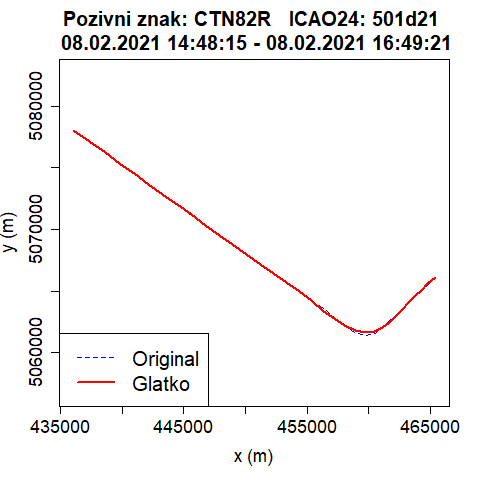 Pozivni znak: CTN82R   ICAO24: 501d21
08.02.2021 14:48:15 - 08.02.2021 16:49:21
y (m)
5080000
5070000
5060000
Original
Glatko
435000 445000 455000 465000
x (m)